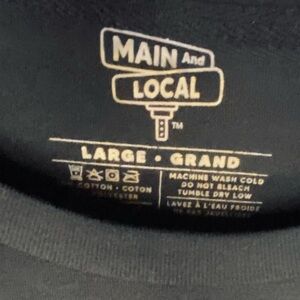 MAIN And
LOCAL
TM
LARGE • GRAND
COTTON • COTON
MACHINE WASH COLD
DO NOT BLEACH
TUMBLE DRY LOW
LAVEZ À L'EAU FROIDE